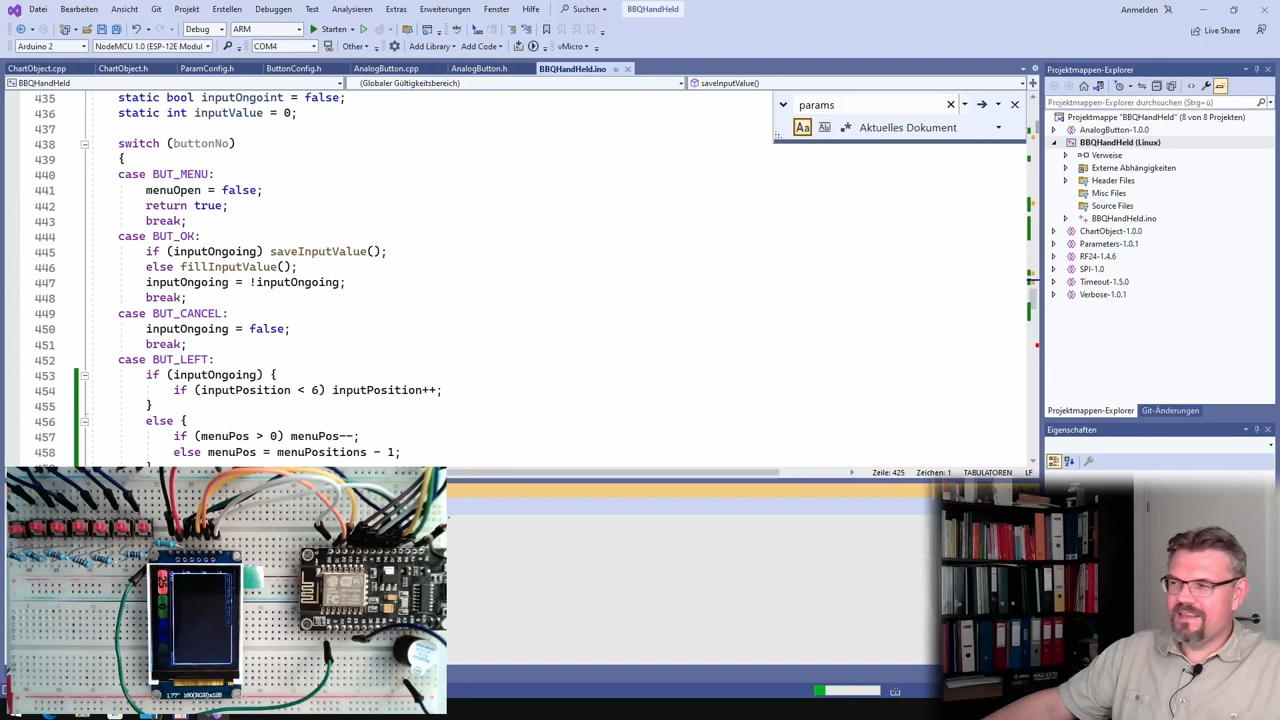 Datei Bearbeiten Ansicht Git Projekt Erstellen Debuggen Test Analysieren Extras Erweiterungen Fenster Hilfe Suchen BBQHandHeld Anmelden
Debug ARM Starten Live Share
Arduino 2 NodeMCU 1.0 (ESP-12E Modul COM4 Other Add Library Add Code vMicro
ChartObject.cpp ChartObject.h ParamConfig.h ButtonConfig.h AnalogButton.cpp AnalogButton.h BBQHandHeld.ino
BBQHandHeld (Globaler Gültigkeitsbereich) saveInputValue()
params
Aa Aktuelles Dokument
435 static bool inputOngoint = false;
436 static int inputValue = 0;
437
438 switch (buttonNo)
439 {
440 case BUT_MENU:
441 menuOpen = false;
442 return true;
443 break;
444 case BUT_OK:
445 if (inputOngoing) saveInputValue();
446 else fillInputValue();
447 inputOngoing = !inputOngoing;
448 break;
449 case BUT_CANCEL:
450 inputOngoing = false;
451 break;
452 case BUT_LEFT:
453 if (inputOngoing) {
454 if (inputPosition < 6) inputPosition++;
455 }
456 else {
457 if (menuPos > 0) menuPos--;
458 else menuPos = menuPositions - 1;
Zeile: 425 Zeichen: 1 TABULATOREN LF
Projektmappen-Explorer
Projektmappen-Explorer durchsuchen (Strg+ü)
Projektmappe "BBQHandHeld" (8 von 8 Projekten)
AnalogButton-1.0.0
BBQHandHeld (Linux)
Verweise
Externe Abhängigkeiten
Header Files
Misc Files
Source Files
BBQHandHeld.ino
ChartObject-1.0.0
Parameters-1.0.1
RF24-1.4.6
SPI-1.0
Timeout-1.5.0
Verbose-1.0.1
Projektmappen-Explorer Git-Änderungen
Eigenschaften